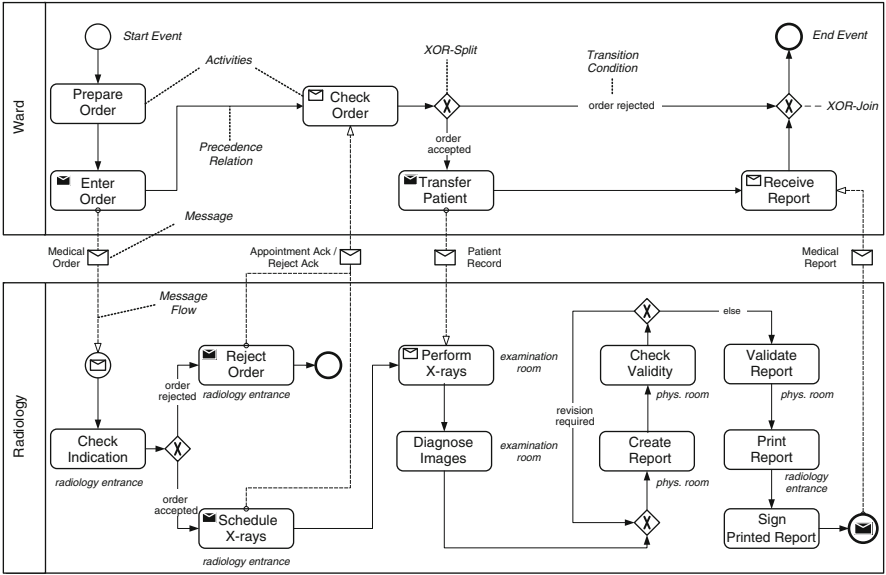 Ward
Start Event
Activities
XOR-Split
Transition
Condition
End Event
Prepare
Order
Check
Order
order rejected
XOR-Join
Precedence
Relation
order
accepted
Enter
Order
Transfer
Patient
Receive
Report
Message
Medical
Order
Appointment Ack /
Reject Ack
Patient
Record
Medical
Report
Radiology
Message
Flow
else
Reject
Order
radiology entrance
Perform
X-rays
examination
room
Check
Validity
phys. room
Validate
Report
phys. room
order
rejected
revision
required
Check
Indication
radiology entrance
Diagnose
Images
examination
room
Create
Report
phys. room
Print
Report
radiology
entrance
order
accepted
Schedule
X-rays
radiology entrance
Sign
Printed Report